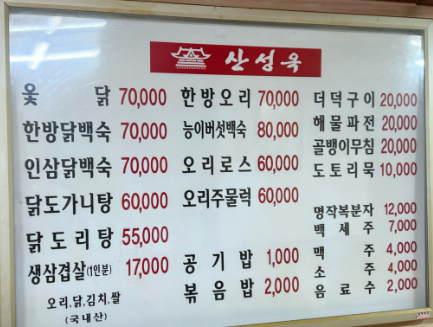 산성옥
옻 닭 70,000
한방닭백숙 70,000
인삼닭백숙 70,000
닭도가니탕 60,000
닭도리탕 55,000
생삼겹살(1인분) 17,000
오리,닭,김치,쌀
(국내산)
한방오리 70,000
능이버섯백숙 80,000
오리로스 60,000
오리주물럭 60,000
공기밥 1,000
볶음밥 2,000
더덕구이 20,000
해물파전 20,000
골뱅이무침 20,000
도토리묵 10,000
명작복분자 12,000
백세주 7,000
맥주 4,000
소주 4,000
음료수 2,000